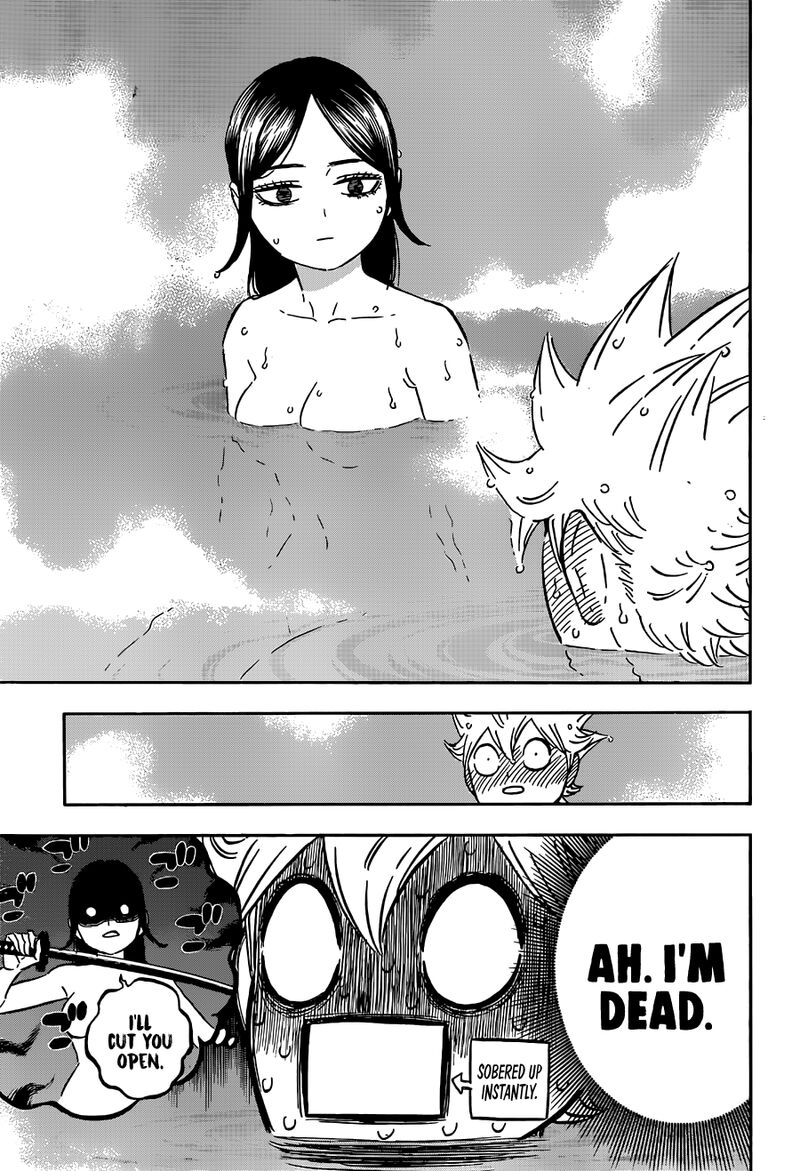 AH. I'M
DEAD.
SOBERED UP
INSTANTLY.
I'LL
CUT YOU
OPEN.